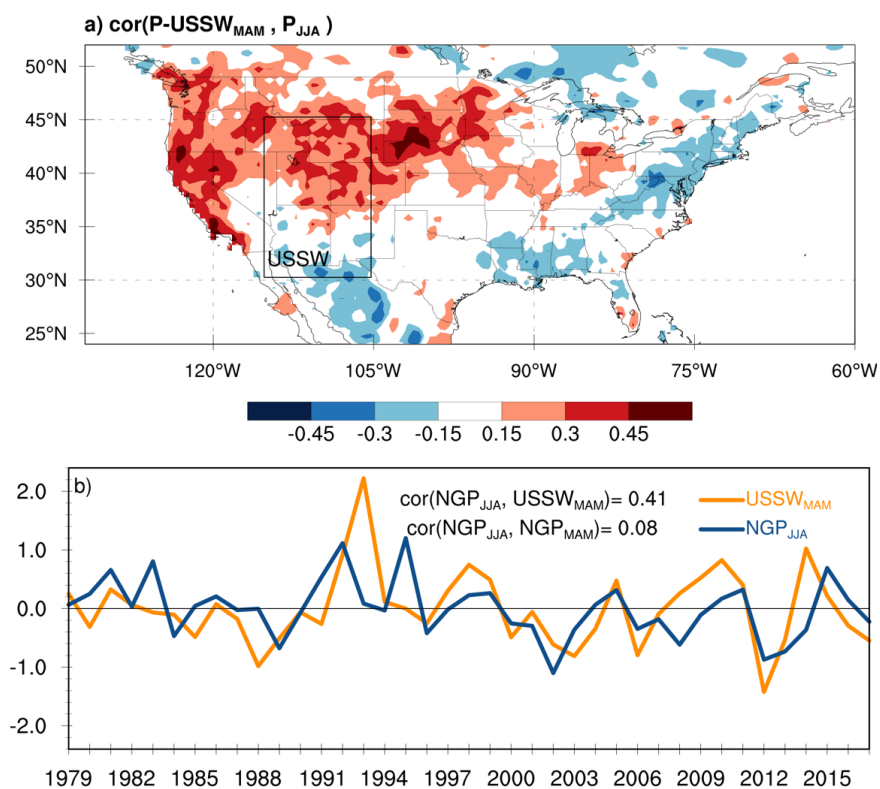 a) cor(P-USSW_MAM , P_JJA )
50°N
45°N
40°N
35°N
30°N
25°N
USSW
120°W 105°W 90°W 75°W 60°W
-0.45 -0.3 -0.15 0.15 0.3 0.45
b)
cor(NGP_JJA, USSW_MAM)= 0.41
cor(NGP_JJA, NGP_MAM)= 0.08
USSW_MAM
NGP_JJA
2.0
1.0
0.0
-1.0
-2.0
1979 1982 1985 1988 1991 1994 1997 2000 2003 2006 2009 2012 2015